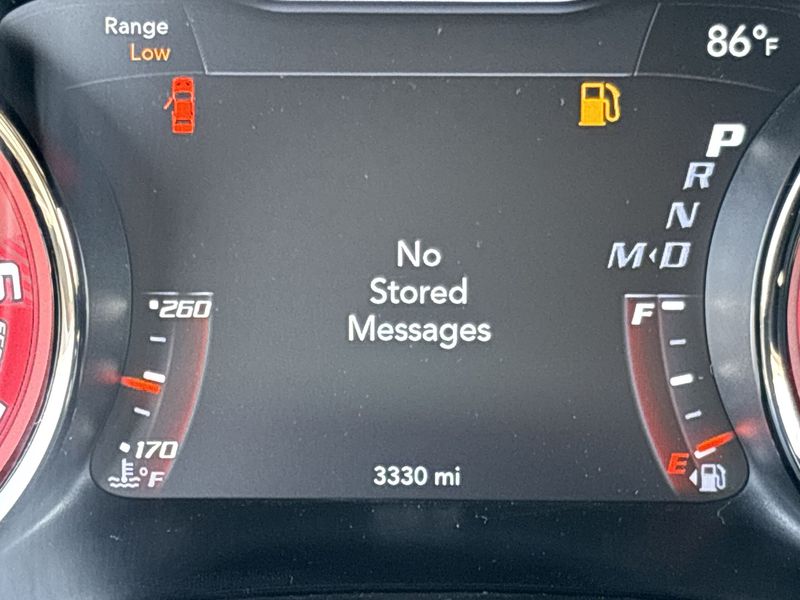 Range
Low
86°F
P
R
N
M◂D
No
Stored
Messages
260
170
°F
F
E
3330 mi